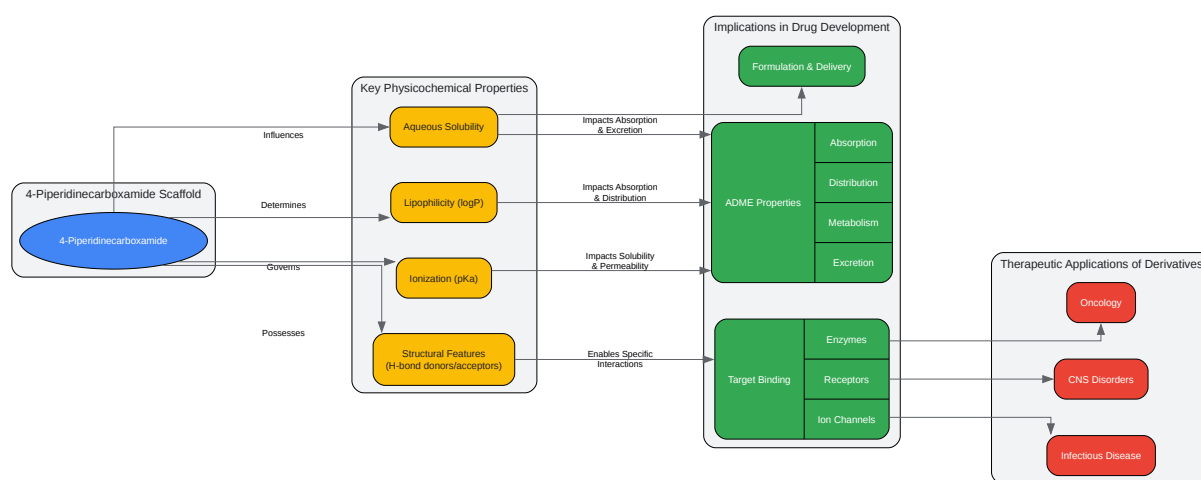 4-Piperidinecarboxamide Scaffold
4-Piperidinecarboxamide
Influences
Determines
Governs
Possesses
Key Physicochemical Properties
Aqueous Solubility
Lipophilicity (logP)
Ionization (pKa)
Structural Features
(H-bond donors/acceptors)
Impacts Absorption
& Excretion
Impacts Absorption
& Distribution
Impacts Solubility
& Permeability
Enables Specific
Interactions
Implications in Drug Development
Formulation & Delivery
ADME Properties
Absorption
Distribution
Metabolism
Excretion
Target Binding
Enzymes
Receptors
Ion Channels
Therapeutic Applications of Derivatives
Oncology
CNS Disorders
Infectious Disease